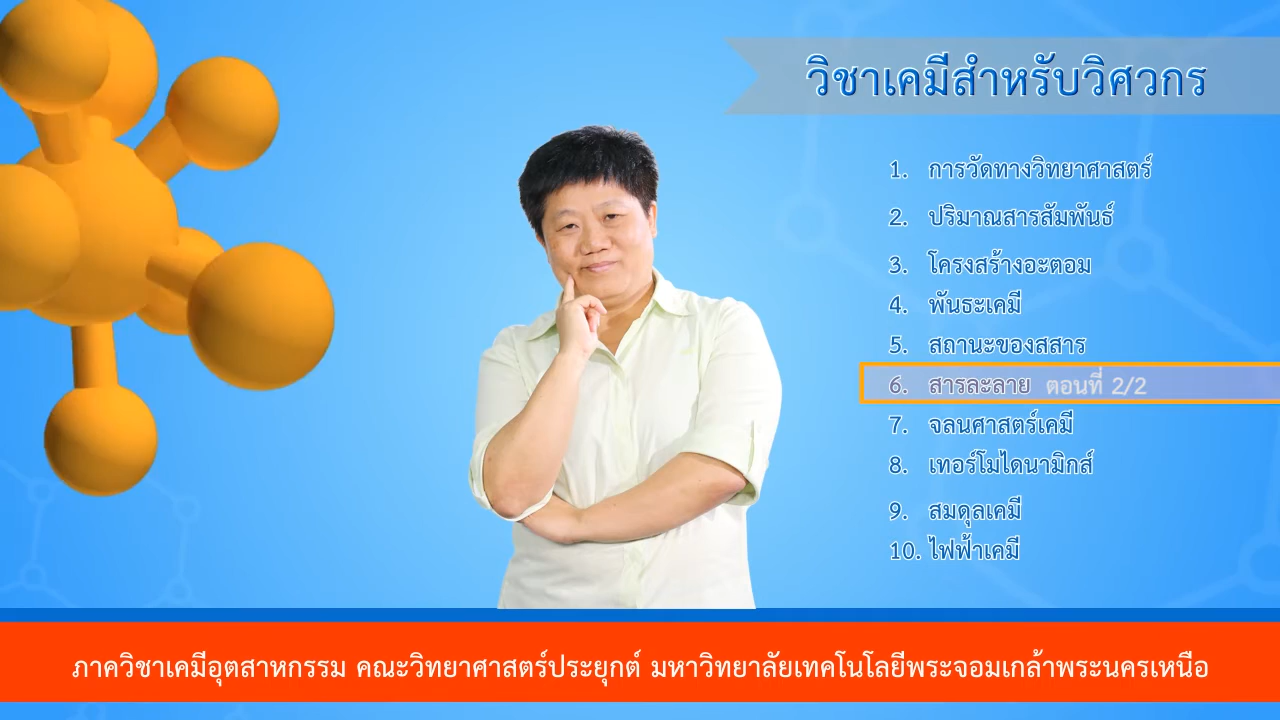 วิชาเคมีสำหรับวิศวกร
1. การวัดทางวิทยาศาสตร์
2. ปริมาณสารสัมพันธ์
3. โครงสร้างอะตอม
4. พันธะเคมี
5. สถานะของสสาร
6. สารละลาย ตอนที่ 2/2
7. จลนศาสตร์เคมี
8. เทอร์โมไดนามิกส์
9. สมดุลเคมี
10. ไฟฟ้าเคมี
ภาควิชาเคมีอุตสาหกรรม คณะวิทยาศาสตร์ประยุกต์ มหาวิทยาลัยเทคโนโลยีพระจอมเกล้าพระนครเหนือ